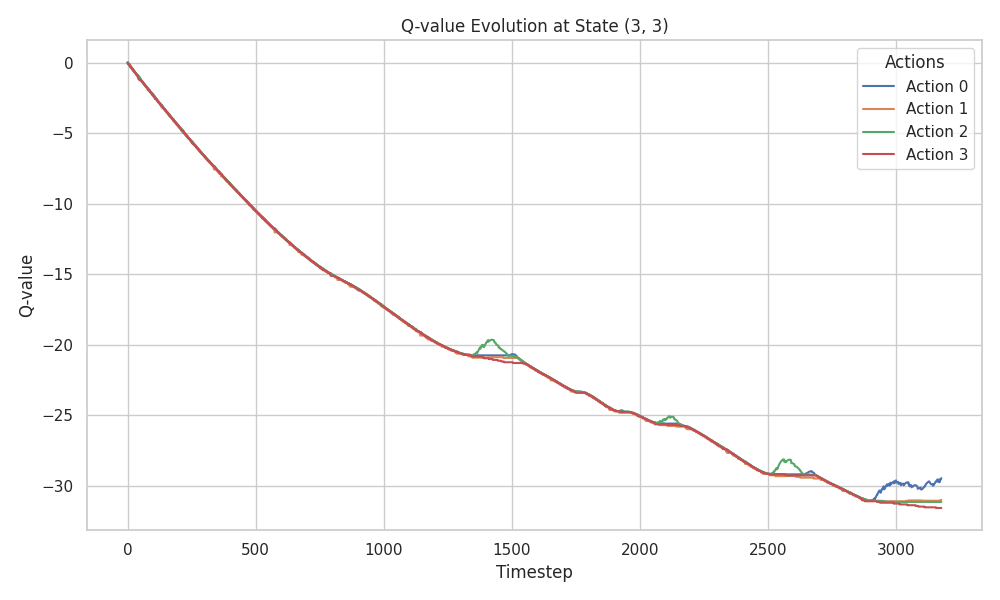 Q-value Evolution at State (3, 3)
Actions
Action 0
Action 1
Action 2
Action 3
0
−5
−10
−15
−20
−25
−30
Q-value
0
500
1000
1500
2000
2500
3000
Timestep